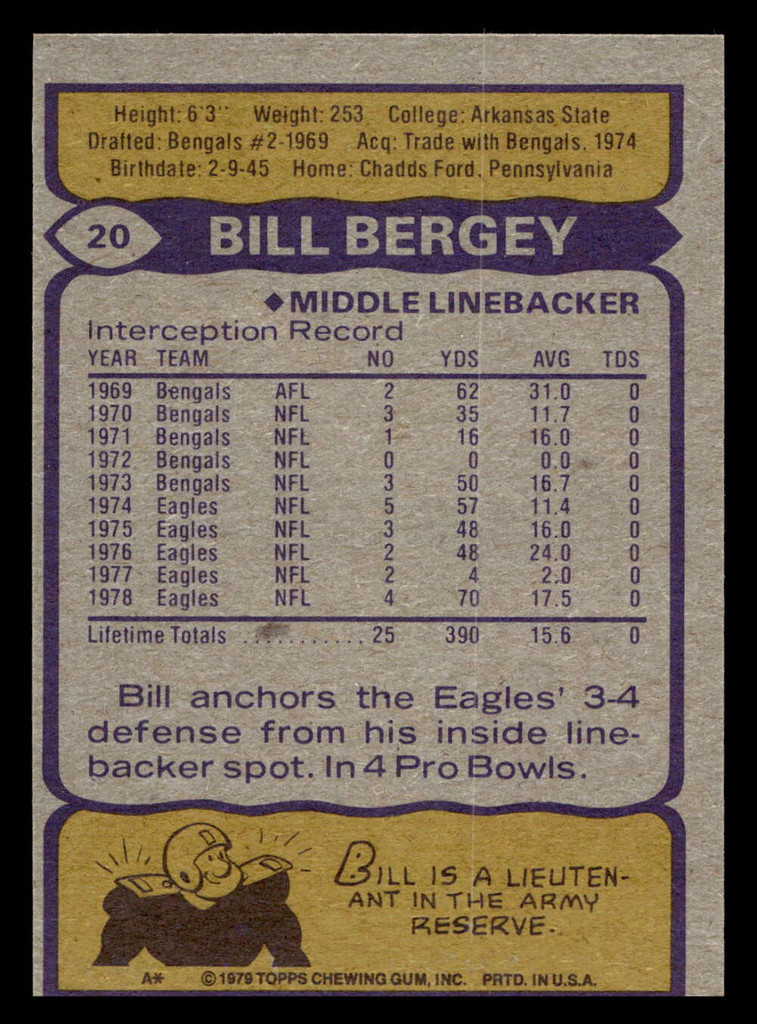 Height: 6'3" Weight: 253 College: Arkansas State
Drafted: Bengals #2-1969 Acq: Trade with Bengals, 1974
Birthdate: 2-9-45 Home: Chadds Ford, Pennsylvania
20 BILL BERGEY
◆MIDDLE LINEBACKER
Interception Record
YEAR TEAM NO YDS AVG TDS
1969 Bengals AFL 2 62 31.0 0
1970 Bengals NFL 3 35 11.7 0
1971 Bengals NFL 1 16 16.0 0
1972 Bengals NFL 0 0 0.0 0
1973 Bengals NFL 3 50 16.7 0
1974 Eagles NFL 5 57 11.4 0
1975 Eagles NFL 3 48 16.0 0
1976 Eagles NFL 2 48 24.0 0
1977 Eagles NFL 2 4 2.0 0
1978 Eagles NFL 4 70 17.5 0
Lifetime Totals ........... 25 390 15.6 0
Bill anchors the Eagles' 3-4
defense from his inside line-
backer spot. In 4 Pro Bowls.
BILL IS A LIEUTEN-
ANT IN THE ARMY
RESERVE.
A* ©1979 TOPPS CHEWING GUM, INC. PRTD. IN U.S.A.